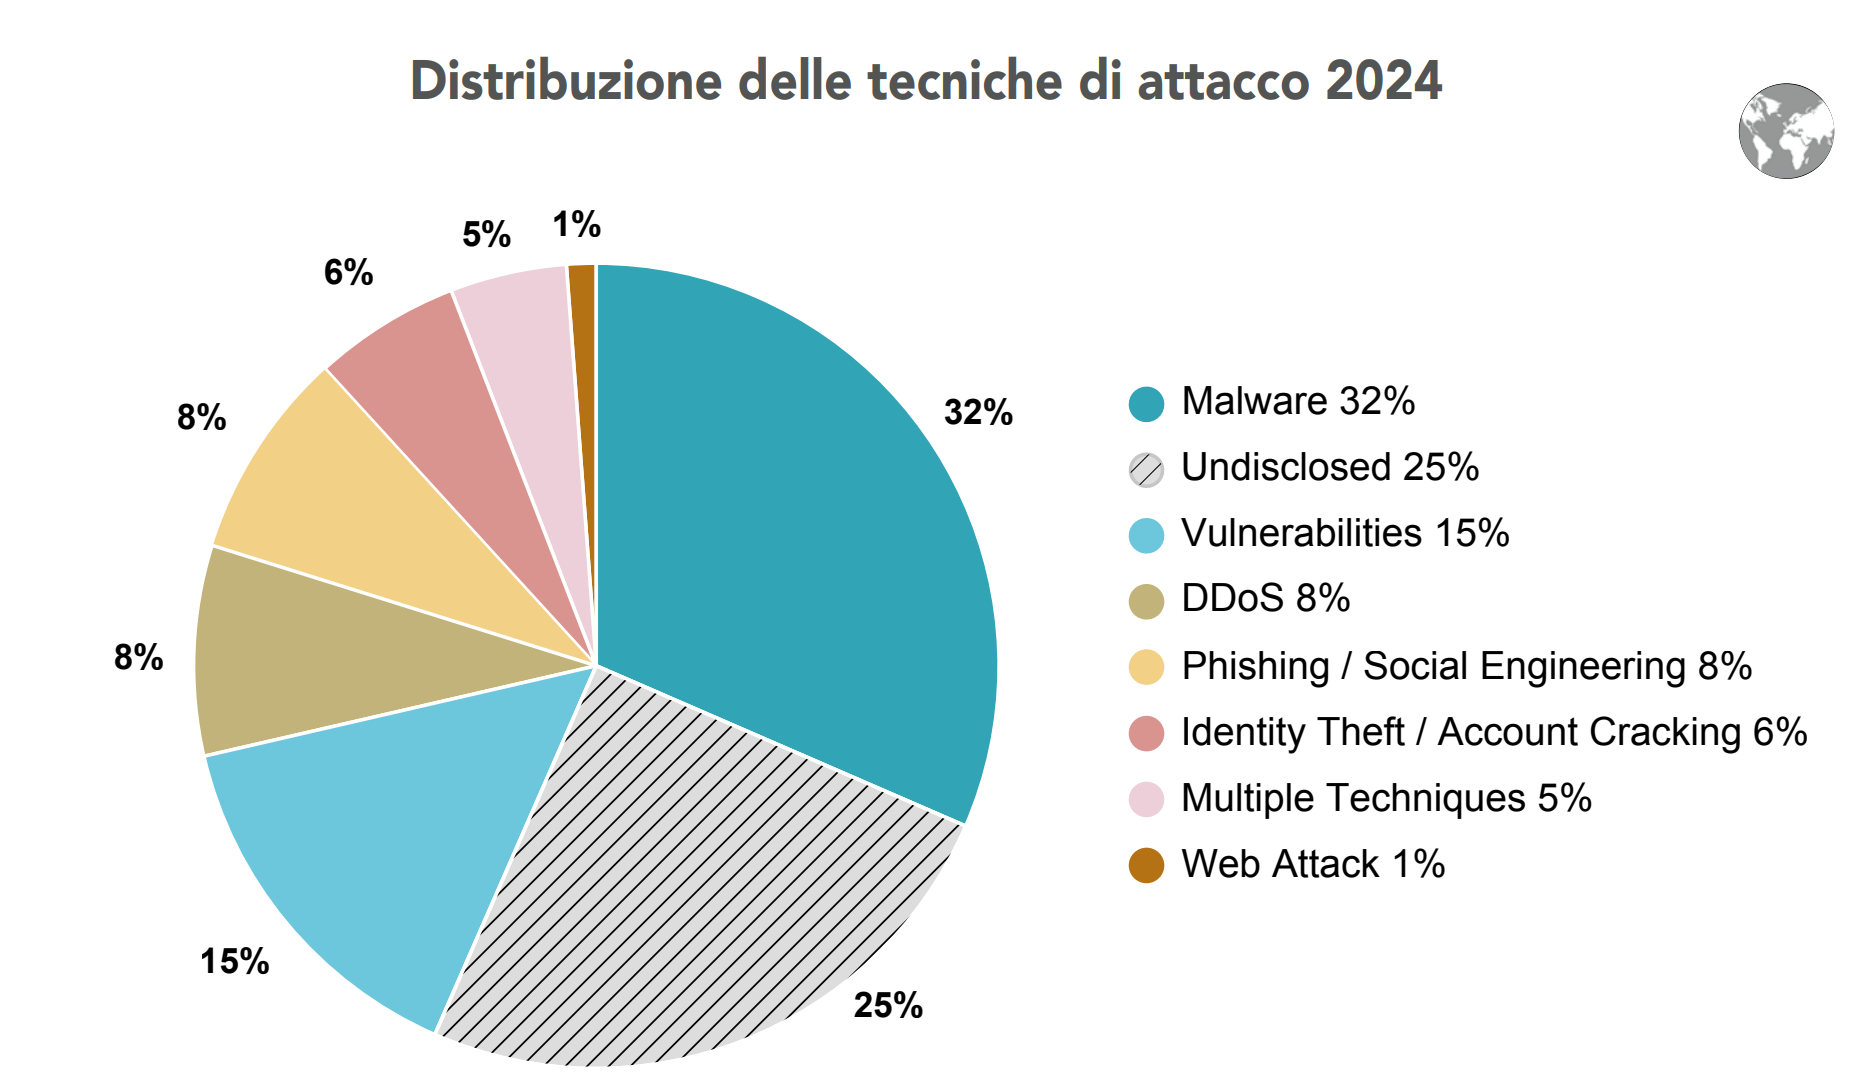 Distribuzione delle tecniche di attacco 2024
1%
5%
6%
8%
32%
8%
15%
25%
Malware 32%
Undisclosed 25%
Vulnerabilities 15%
DDoS 8%
Phishing / Social Engineering 8%
Identity Theft / Account Cracking 6%
Multiple Techniques 5%
Web Attack 1%